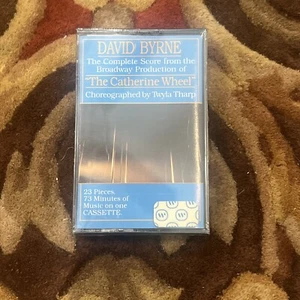 DAVID BYRNE
The Complete Score from the
Broadway Production of
"The Catherine Wheel"
Choreographed by Twyla Tharp
23 Pieces,
73 Minutes of
Music on one
CASSETTE.